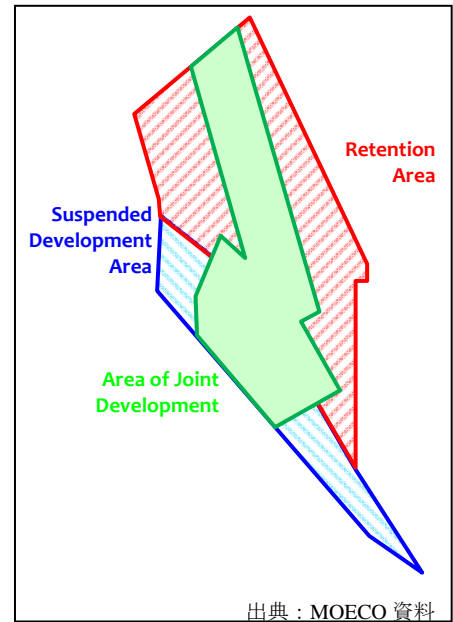 Retention
Area
Suspended
Development
Area
Area of Joint
Development
出典：MOECO 資料